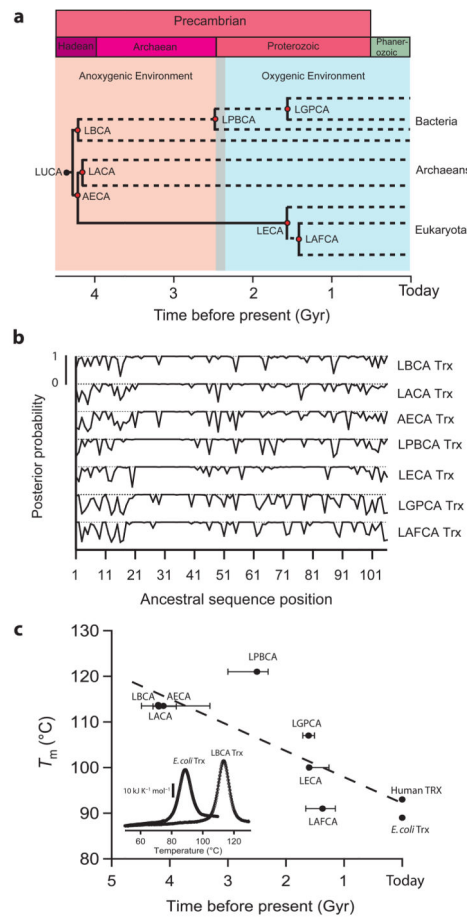 a
Precambrian
Hadean Archaean Proterozoic Phaner-
ozoic
Anoxygenic Environment Oxygenic Environment
LGPCA
LPBCA Bacteria
LBCA
LUCA LACA Archaeans
AECA
LECA Eukaryota
LAFCA
4 3 2 1 Today
Time before present (Gyr)
b
1
0
Posterior probability
LBCA Trx
LACA Trx
AECA Trx
LPBCA Trx
LECA Trx
LGPCA Trx
LAFCA Trx
1 11 21 31 41 51 61 71 81 91 101
Ancestral sequence position
c
130
120
110
100
90
80
Tm (°C)
LPBCA
LBCA AECA
LACA
LGPCA
LECA
LAFCA
Human TRX
E.coli Trx
LBCA Trx
E.coli Trx
10 kJ K⁻¹ mol⁻¹
60 80 100 120
Temperature (°C)
5 4 3 2 1 Today
Time before present (Gyr)